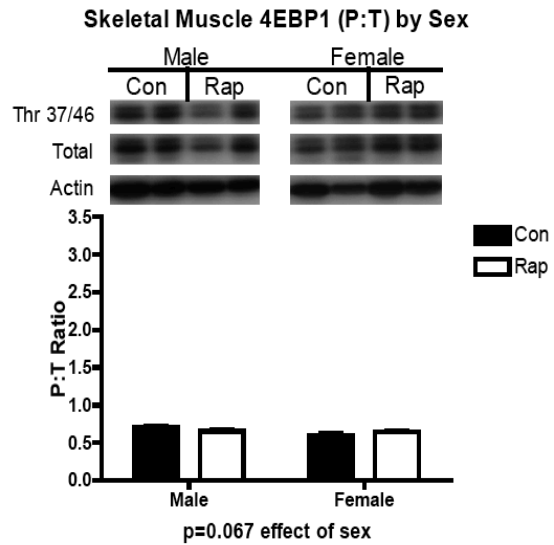 Skeletal Muscle 4EBP1 (P:T) by Sex
Male Female
Con Rap Con Rap
Thr 37/46
Total
Actin
3.5
3.0
2.5
2.0
1.5
1.0
0.5
0.0
P:T Ratio
Con
Rap
Male Female
p=0.067 effect of sex